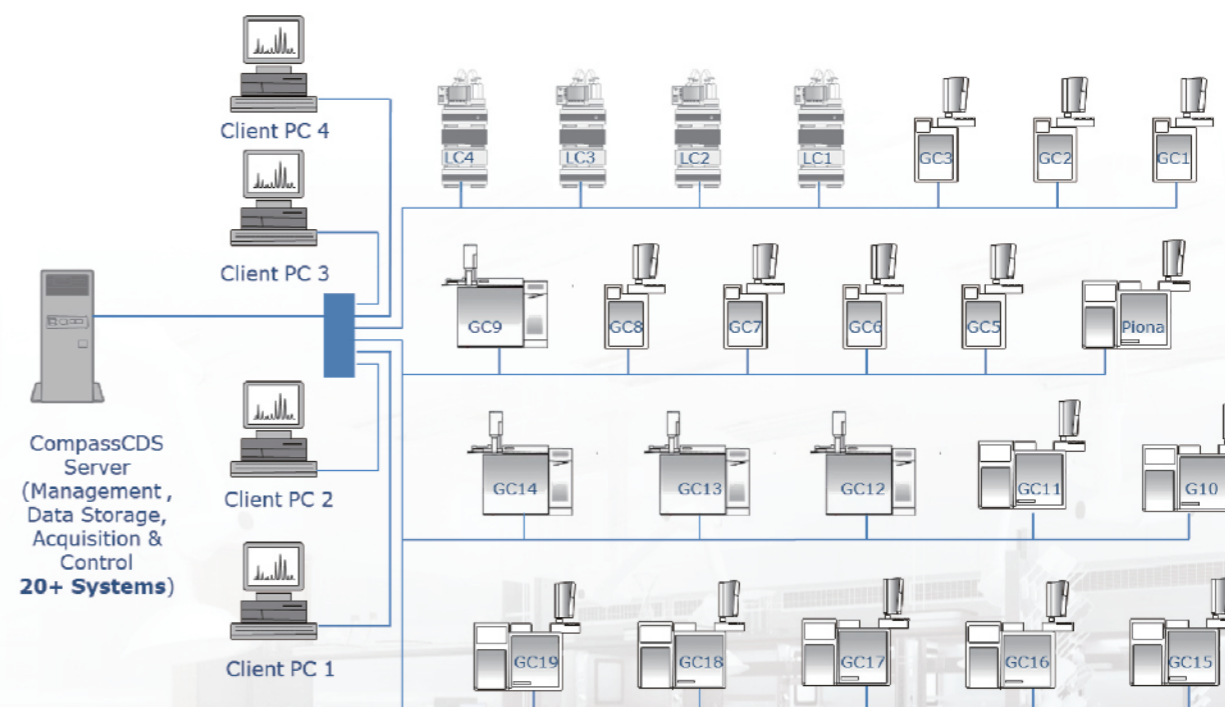 Client PC 4
LC4 LC3 LC2 LC1 GC3 GC2 GC1
Client PC 3
GC9 GC8 GC7 GC6 GC5 Piona
CompassCDS
Server
(Management ,
Data Storage,
Acquisition &
Control
20+ Systems)
Client PC 2
GC14 GC13 GC12 GC11 G10
Client PC 1
GC19 GC18 GC17 GC16 GC15